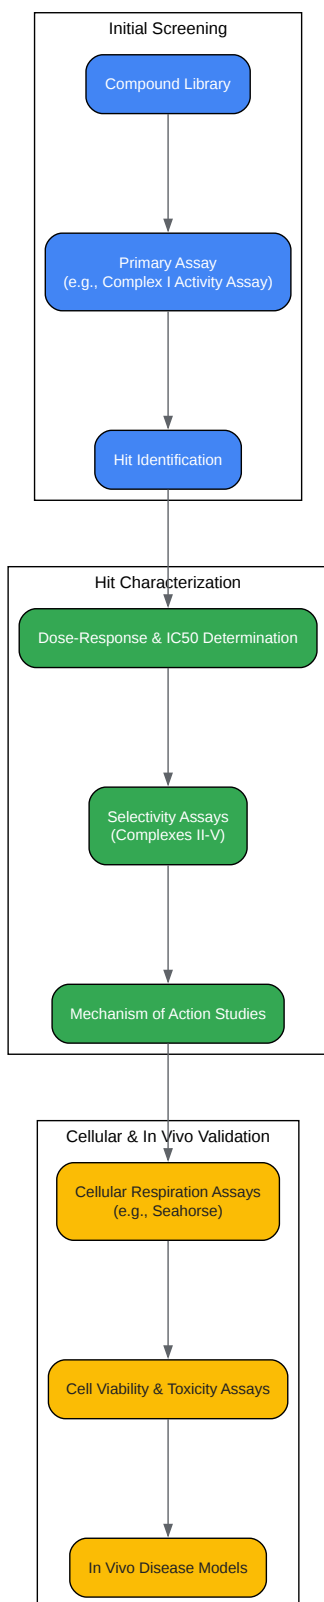 Initial Screening
Compound Library
Primary Assay
(e.g., Complex I Activity Assay)
Hit Identification
Hit Characterization
Dose-Response & IC50 Determination
Selectivity Assays
(Complexes II-V)
Mechanism of Action Studies
Cellular & In Vivo Validation
Cellular Respiration Assays
(e.g., Seahorse)
Cell Viability & Toxicity Assays
In Vivo Disease Models